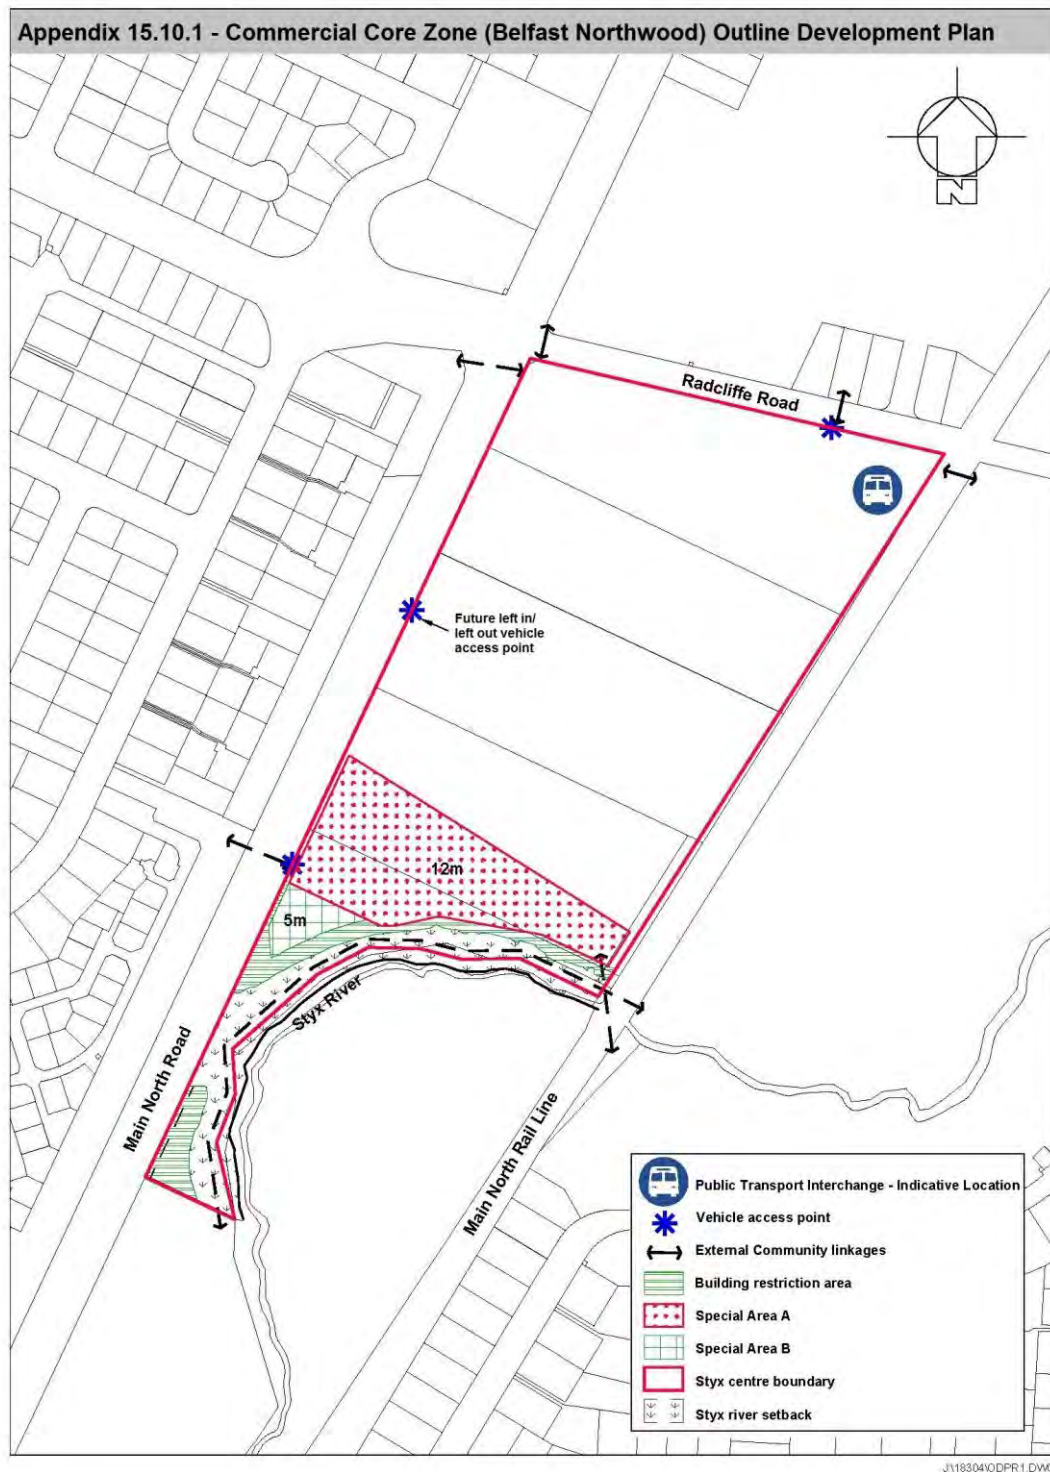 Appendix 15.10.1 - Commercial Core Zone (Belfast Northwood) Outline Development Plan
N
Radcliffe Road
Future left in/
left out vehicle
access point
12m
5m
Styx River
Main North Road
Main North Rail Line
Public Transport Interchange - Indicative Location
Vehicle access point
External Community linkages
Building restriction area
Special Area A
Special Area B
Styx centre boundary
Styx river setback
J:\18304\ODPR1.DWG